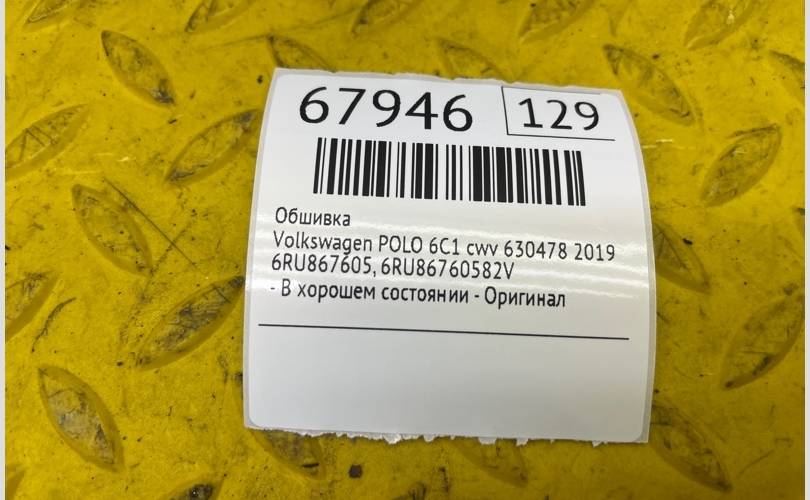 67946 129
Обшивка
Volkswagen POLO 6C1 cwv 630478 2019
6RU867605, 6RU86760582V
- В хорошем состоянии - Оригинал